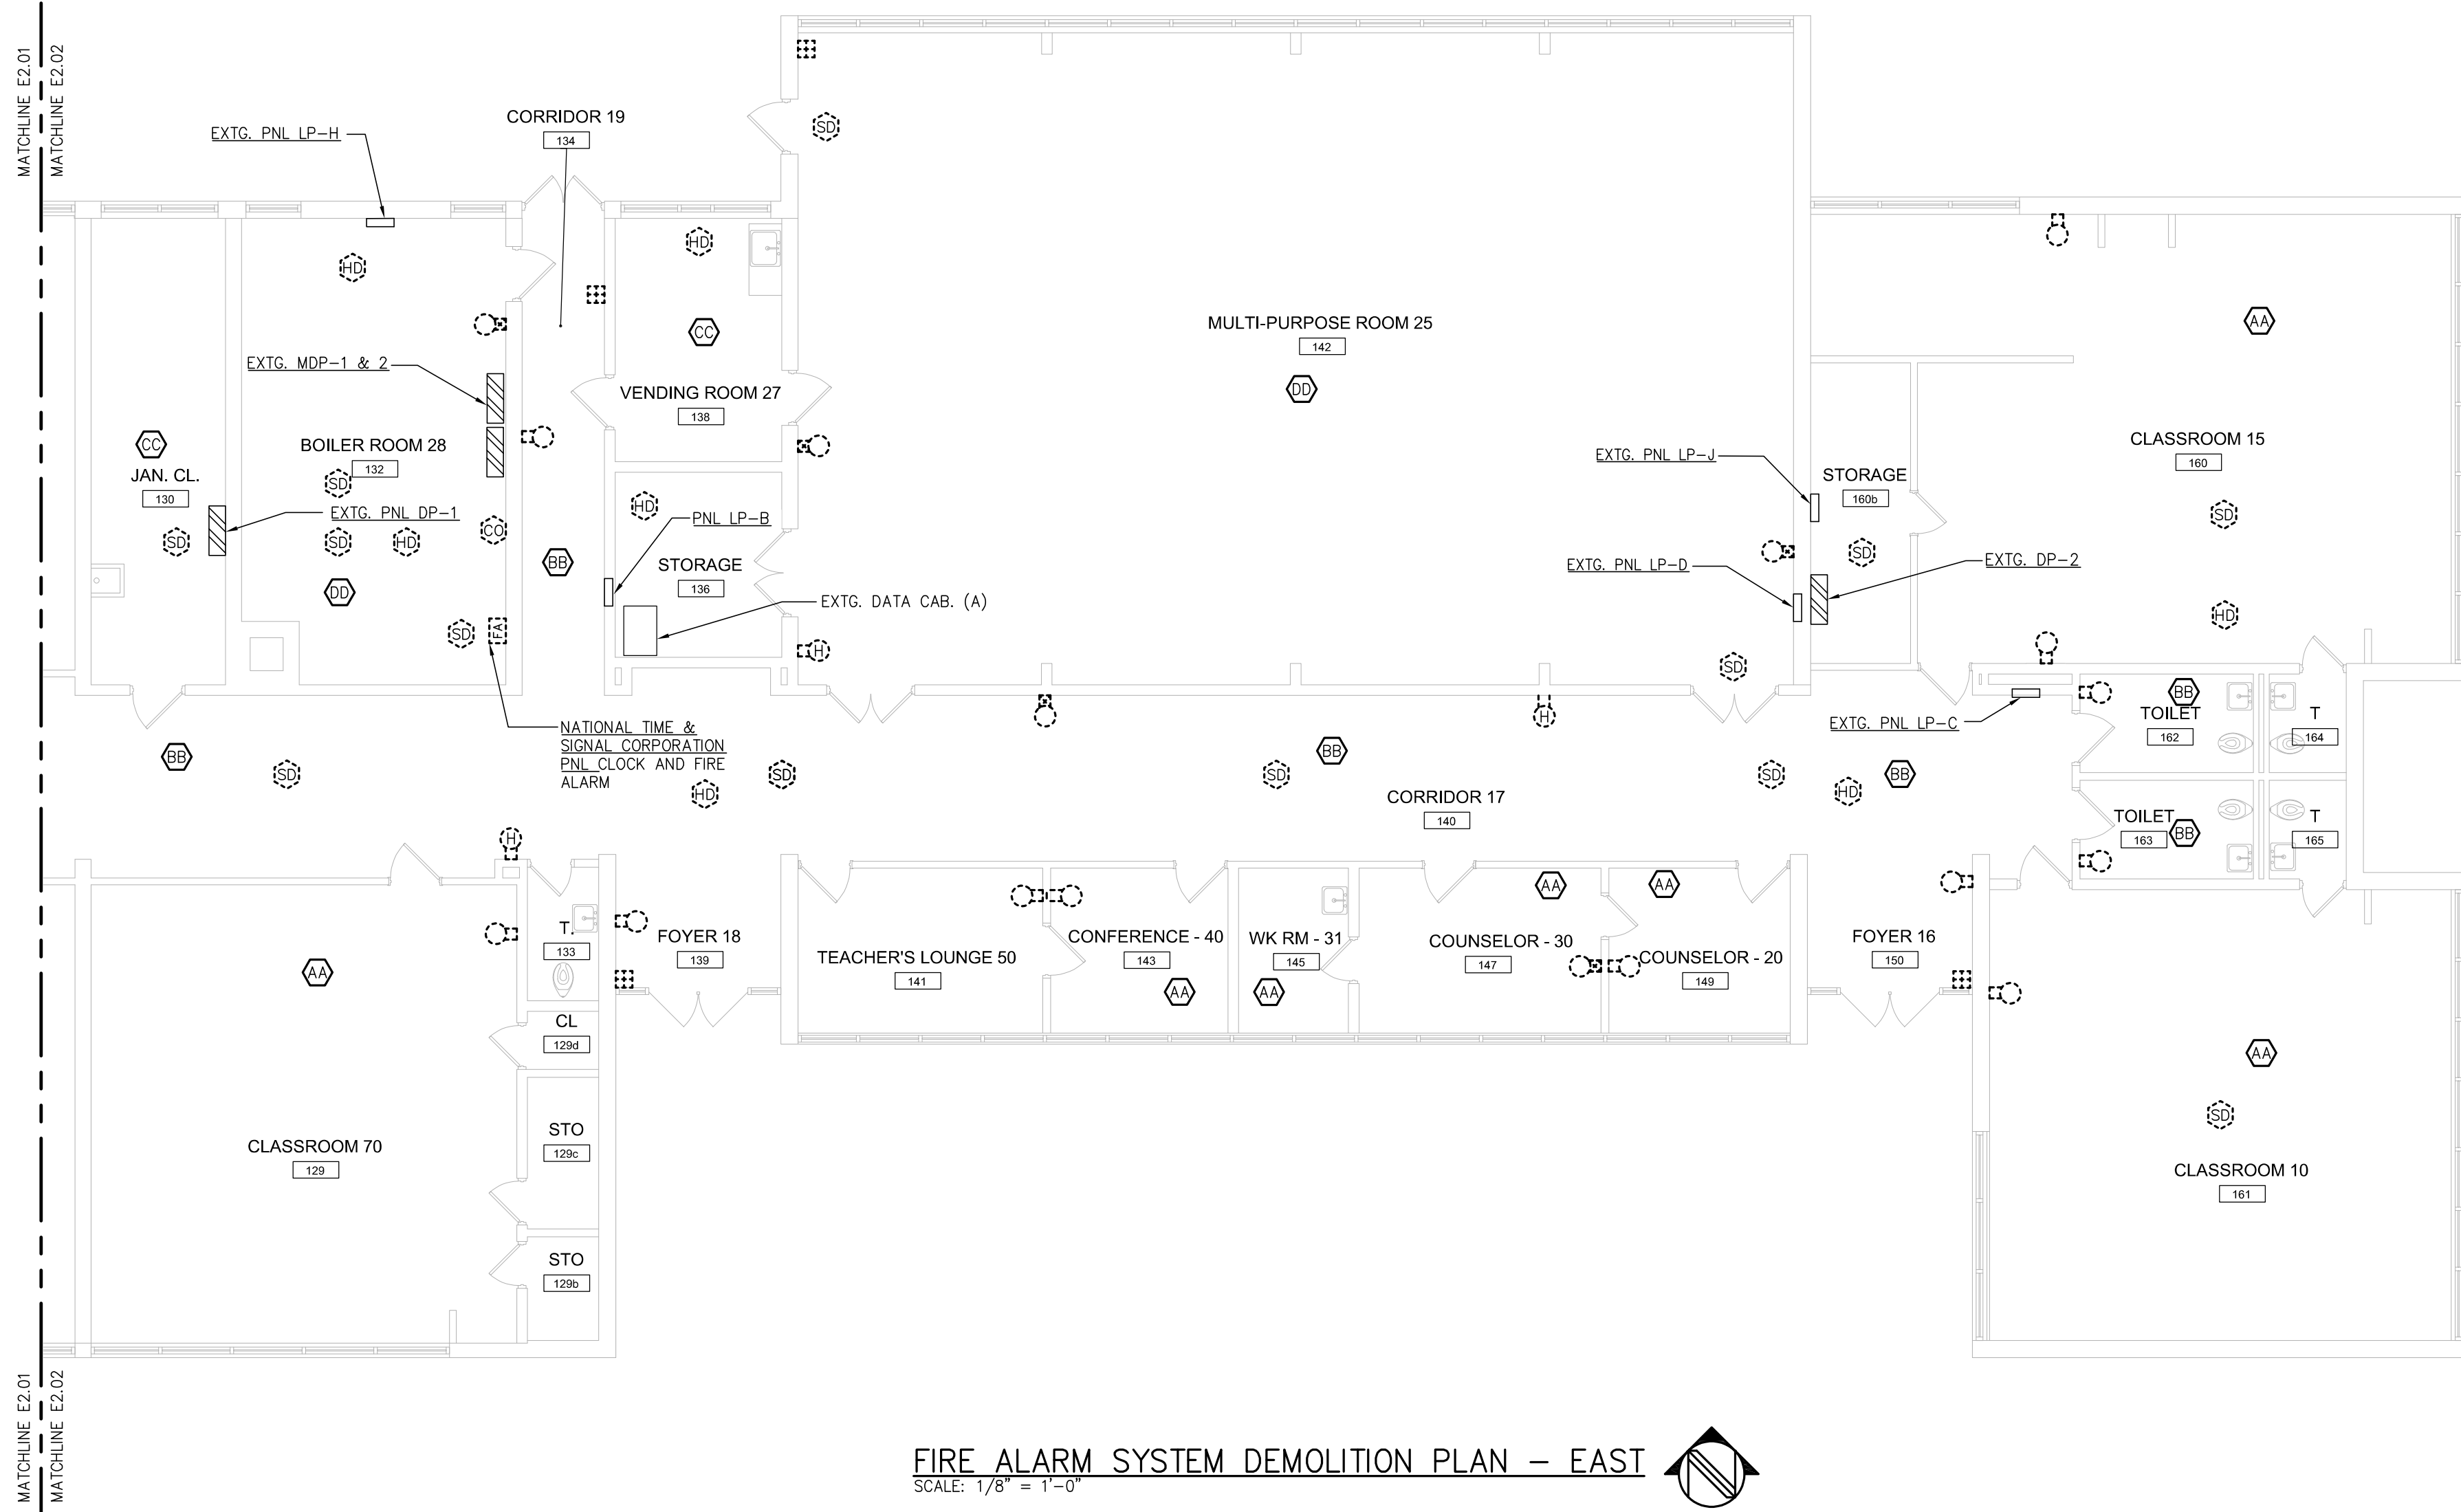 MATCHLINE E2.01
MATCHLINE E2.02
CORRIDOR 19
134
EXTG. PNL LP-H
SD
HD
HD
CC
AA
MULTI-PURPOSE ROOM 25
142
EXTG. MDP-1 & 2
VENDING ROOM 27
138
DD
CC
JAN. CL.
130
BOILER ROOM 28
132
CLASSROOM 15
160
EXTG. PNL LP-J
STORAGE
160b
SD
EXTG. PNL DP-1
HD
PNL LP-B
SD
SD
SD
HD
CO
SD
BB
STORAGE
136
EXTG. PNL LP-D
EXTG. DP-2
DD
EXTG. DATA CAB. (A)
HD
SD
FA
H
SD
NATIONAL TIME &
SIGNAL CORPORATION
PNL CLOCK AND FIRE
ALARM
H
EXTG. PNL LP-C
BB
TOILET
162
T
164
BB
SD
HD
SD
SD
BB
SD
HD
BB
CORRIDOR 17
140
TOILET
163
BB
T
165
H
AA
AA
T.
133
FOYER 18
139
TEACHER'S LOUNGE 50
141
CONFERENCE - 40
143
AA
WK RM - 31
145
AA
COUNSELOR - 30
147
COUNSELOR - 20
149
FOYER 16
150
AA
CL
129d
AA
SD
CLASSROOM 70
129
STO
129c
CLASSROOM 10
161
STO
129b
MATCHLINE E2.01
MATCHLINE E2.02
FIRE ALARM SYSTEM DEMOLITION PLAN - EAST
SCALE: 1/8" = 1'-0"
N